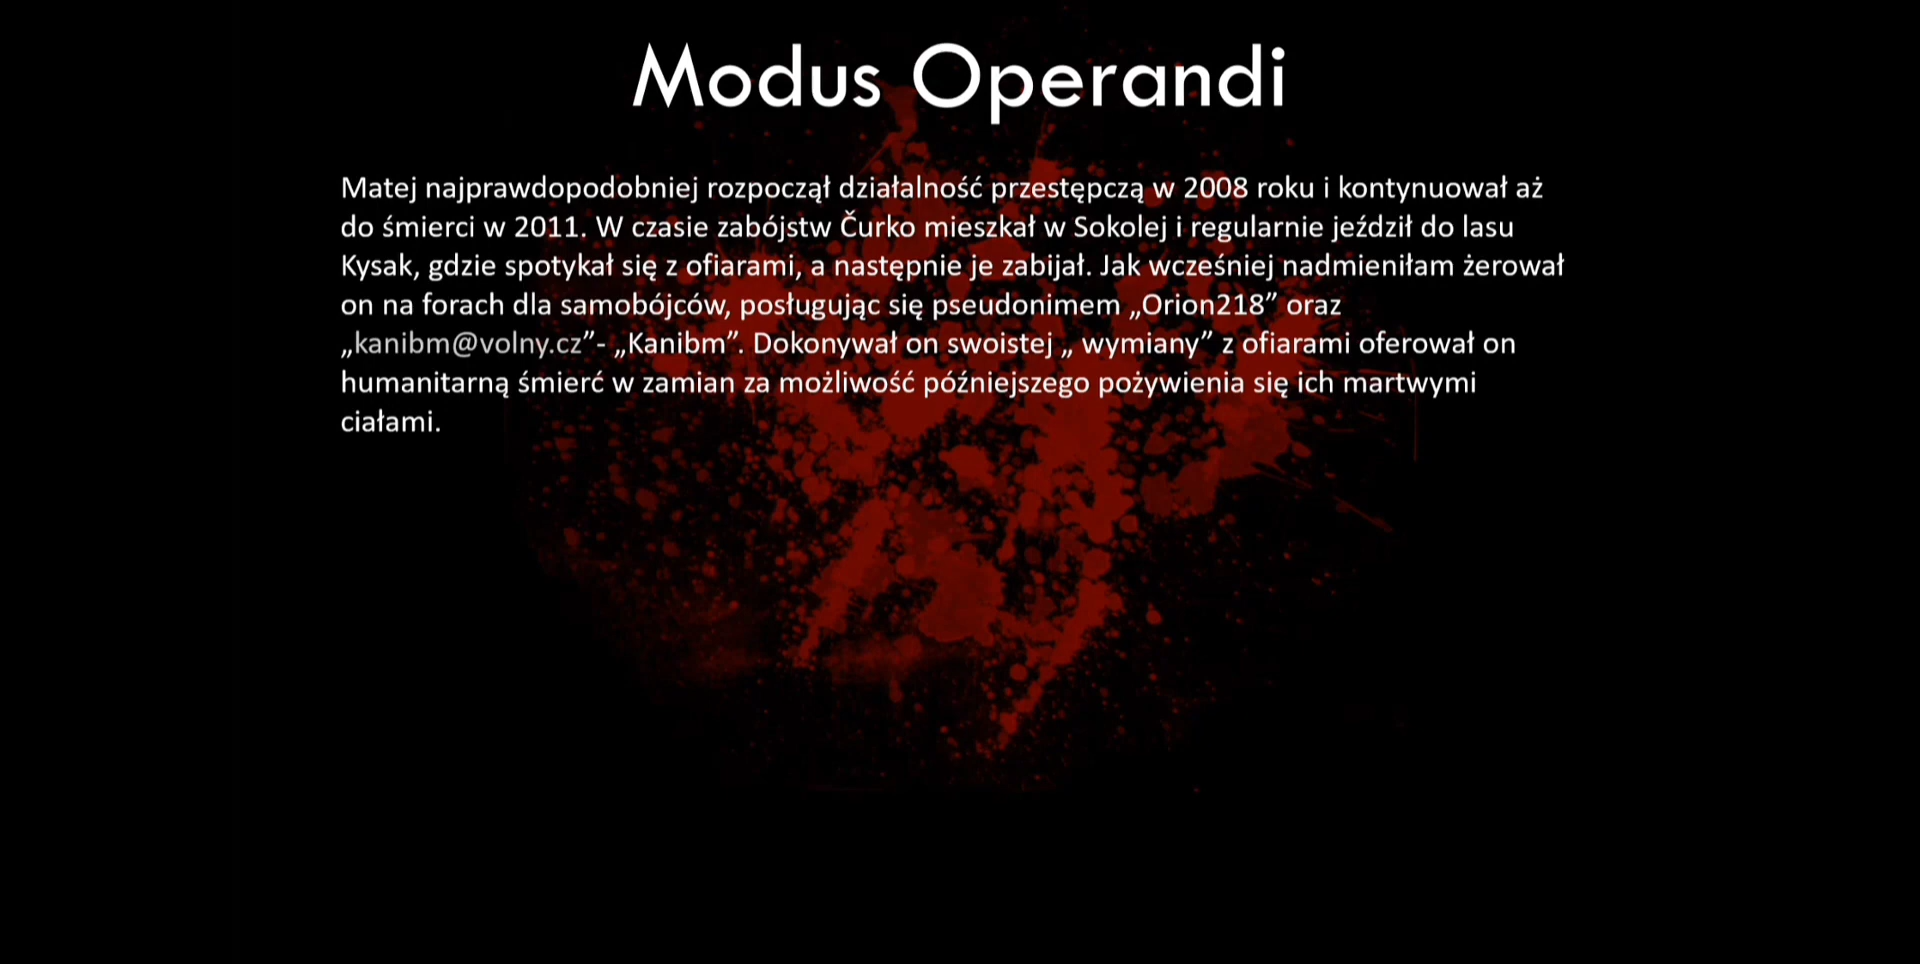 Modus Operandi
Matej najprawdopodobniej rozpoczął działalność przestępczą w 2008 roku i kontynuował aż
do śmierci w 2011. W czasie zabójstw Čurko mieszkał w Sokolej i regularnie jeździł do lasu
Kysak, gdzie spotykał się z ofiarami, a następnie je zabijał. Jak wcześniej nadmieniłam żerował
on na forach dla samobójców, posługując się pseudonimem „Orion218” oraz
„kanibm@volny.cz”- „Kanibm”. Dokonywał on swoistej „ wymiany” z ofiarami oferował on
humanitarną śmierć w zamian za możliwość późniejszego pożywienia się ich martwymi
ciałami.